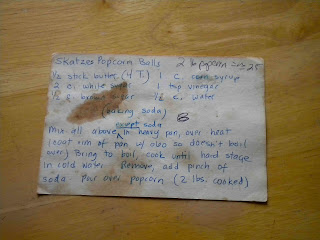 Skatzes Popcorn Balls 2 lb popcorn
1/2 stick butter (4 T.) 1 c. corn syrup
2 c. white sugar 1 tsp vinegar
1/2 c. brown sugar 1/2 c. water
(baking soda)
except soda 8
Mix all above ^ in heavy pan, over heat
(coat rim of pan w/ oleo so doesn't boil
over) Bring to boil, cook until hard stage
in cold water. Remove, add pinch of
soda. Pour over popcorn (2 lbs. cooked)